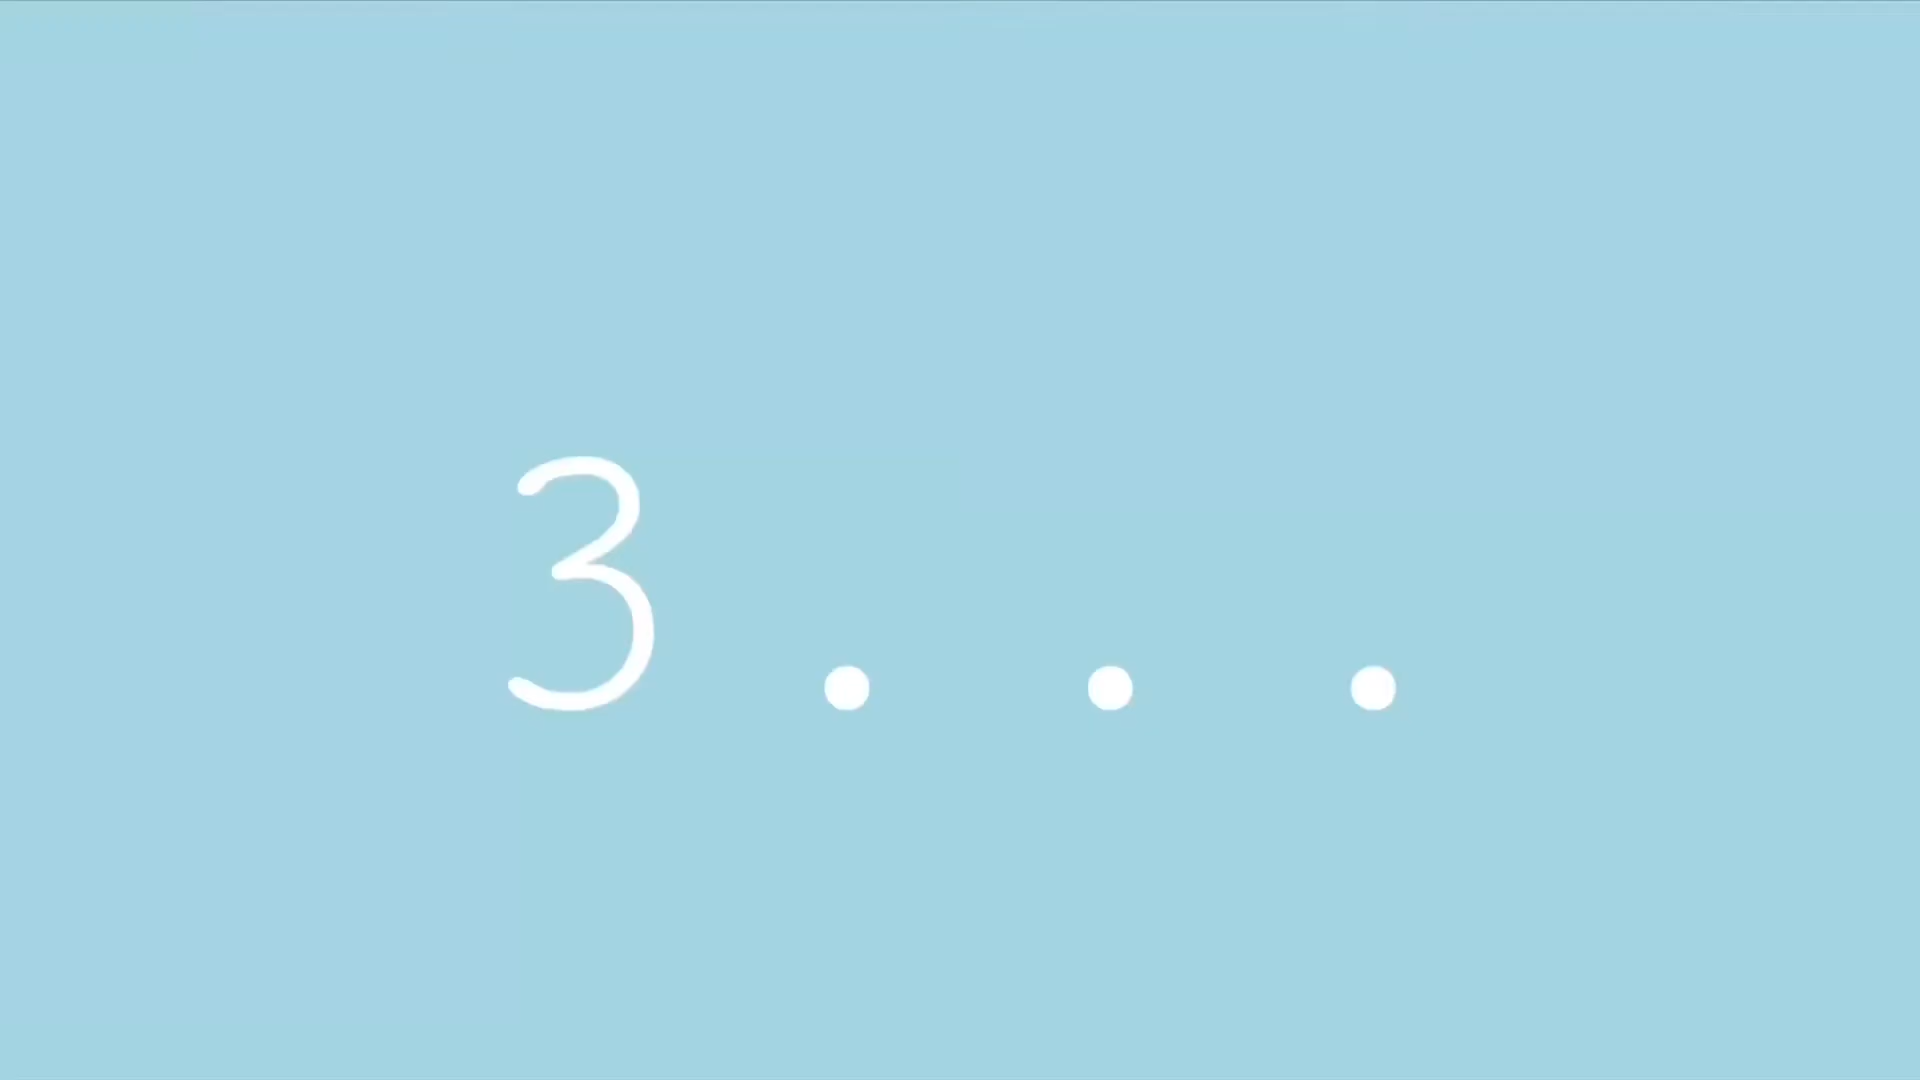 3 . . .